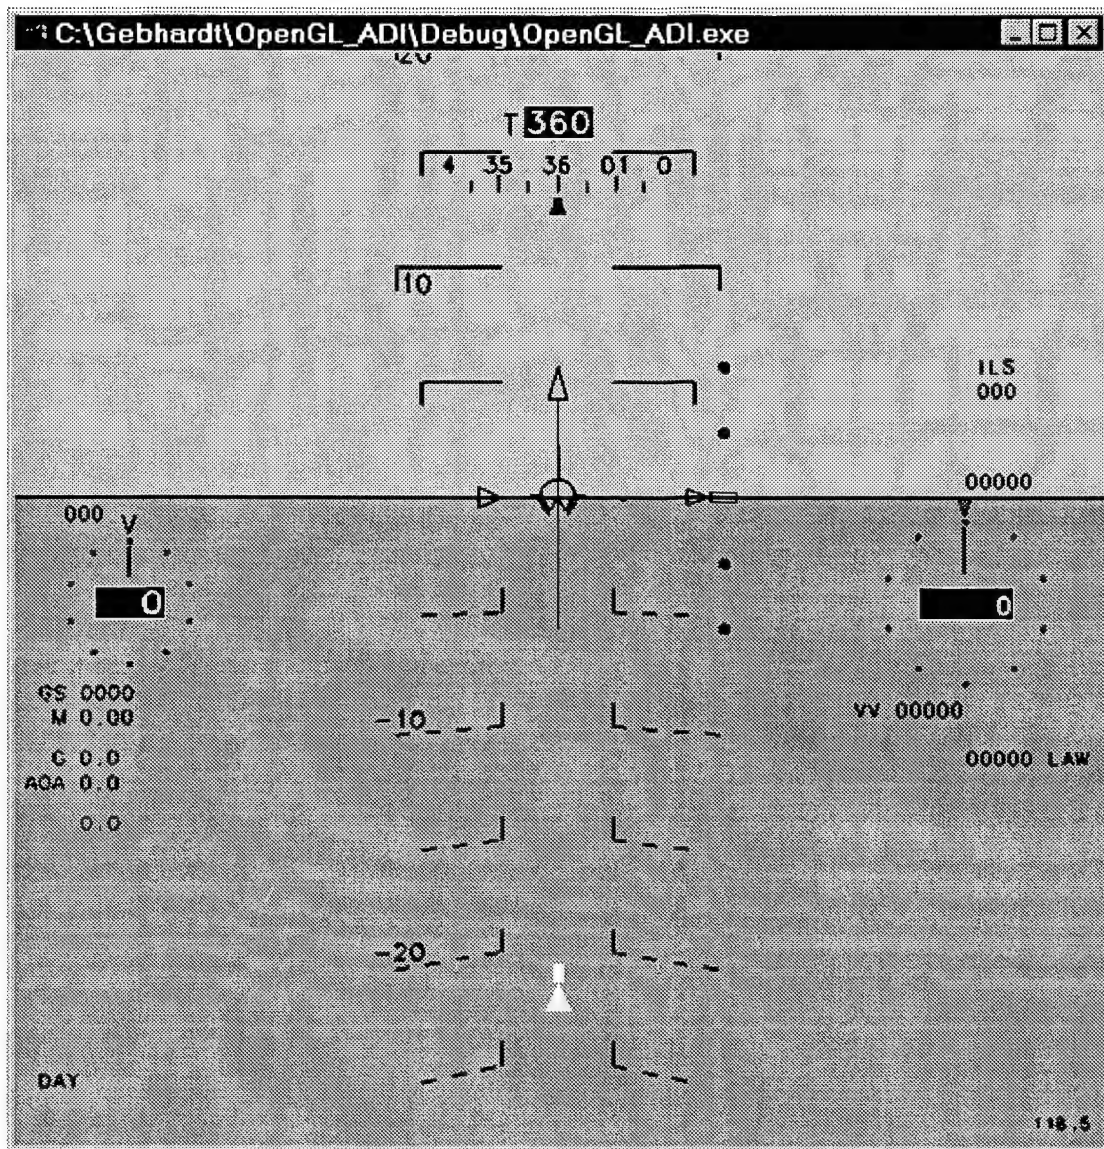 C:\Gebhardt\OpenGL_ADI\Debug\OpenGL_ADI.exe
20
T 360
4 35 36 01 0
10
ILS
000
00000
000
V
V
0
0
GS 0000
M 0.00
-10
VV 00000
G 0.0
00000 LAW
AOA 0.0
0.0
-20
DAY
118.5